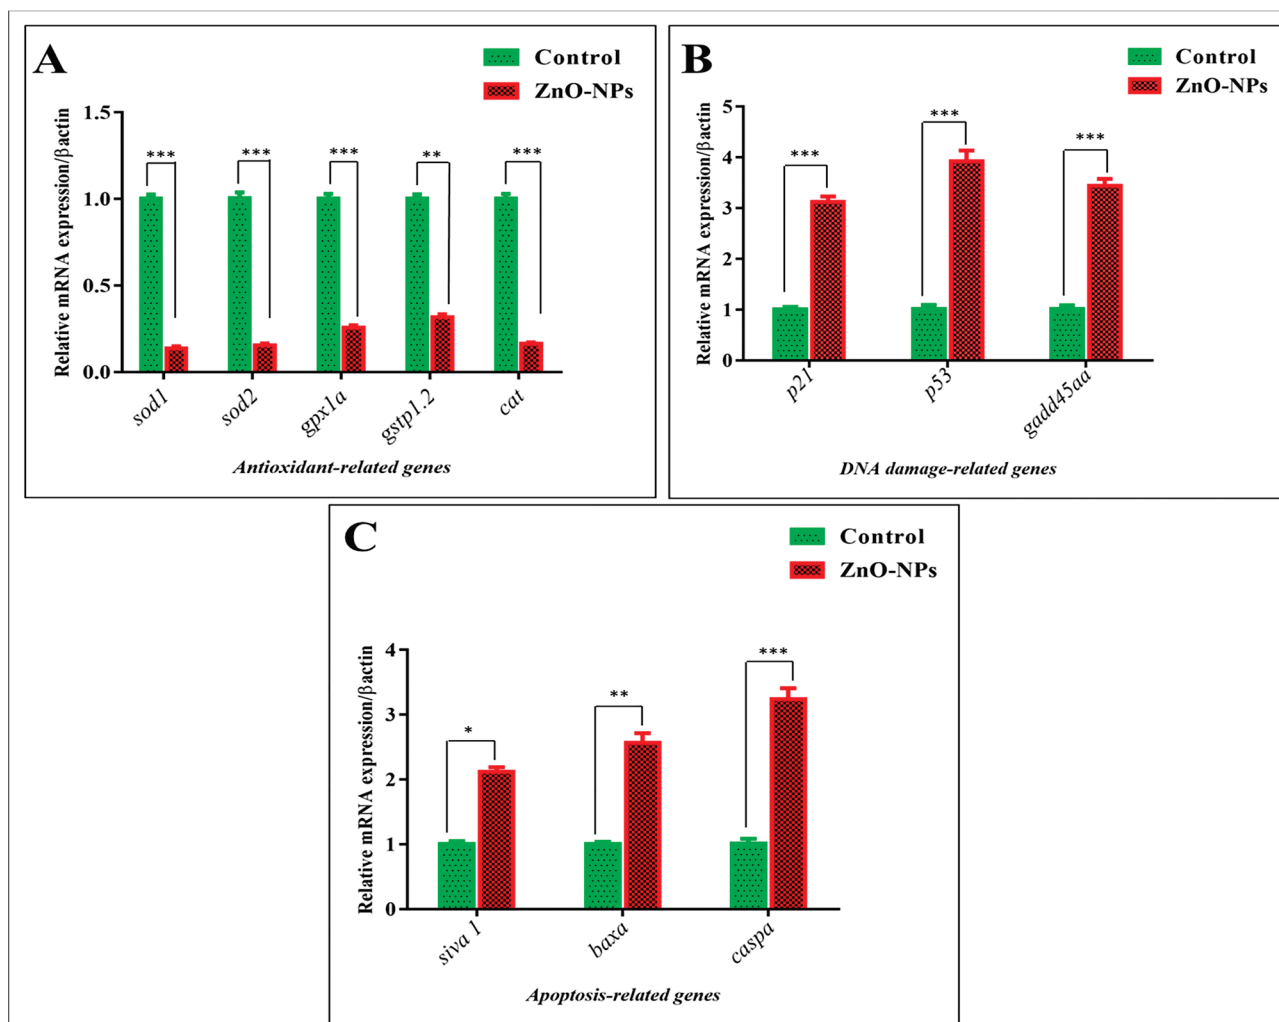 A
Control
ZnO-NPs
Relative mRNA expression/βactin
1.5
1.0
0.5
0.0
***
***
***
**
***
sod1
sod2
gpx1a
gstp1.2
cat
Antioxidant-related genes
B
Control
ZnO-NPs
Relative mRNA expression/βactin
5
4
3
2
1
0
***
***
***
p21
p53
gadd45aa
DNA damage-related genes
C
Control
ZnO-NPs
Relative mRNA expression/βactin
4
3
2
1
0
*
**
***
siva 1
baxa
caspa
Apoptosis-related genes